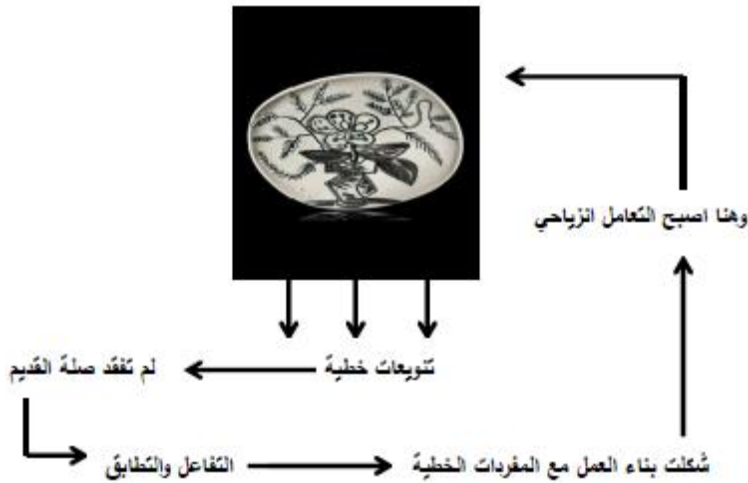 وهنا اصبح التعامل انزياحي
تنويعات خطية
لم تفقد صلة القديم
التفاعل والتطابق
شكلت بناء العمل مع المفردات الخطية